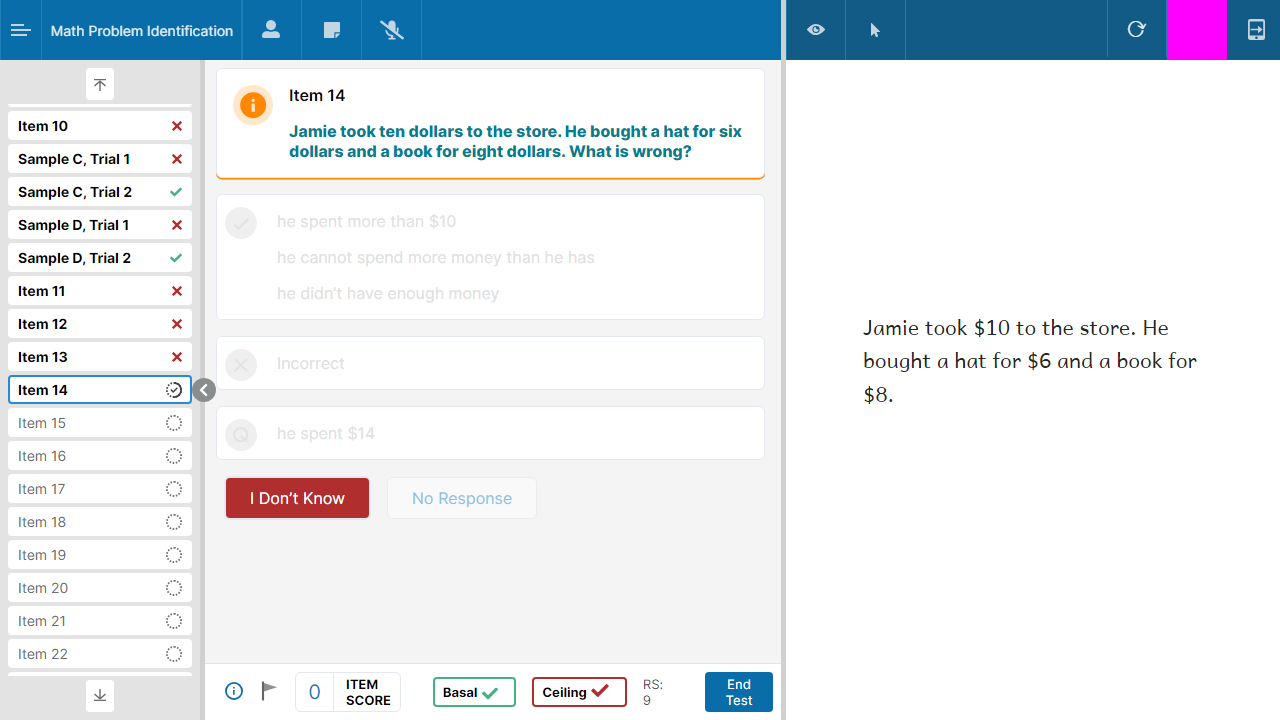 Math Problem Identification
Item 10
Sample C, Trial 1
Sample C, Trial 2
Sample D, Trial 1
Sample D, Trial 2
Item 11
Item 12
Item 13
Item 14
Item 15
Item 16
Item 17
Item 18
Item 19
Item 20
Item 21
Item 22
Item 14
Jamie took ten dollars to the store. He bought a hat for six
dollars and a book for eight dollars. What is wrong?
he spent more than $10
he cannot spend more money than he has
he didn’t have enough money
Incorrect
Q he spent $14
I Don’t Know
No Response
0 ITEM
SCORE
Basal
Ceiling
RS:
9
End
Test
Jamie took $10 to the store. He
bought a hat for $6 and a book for
$8.